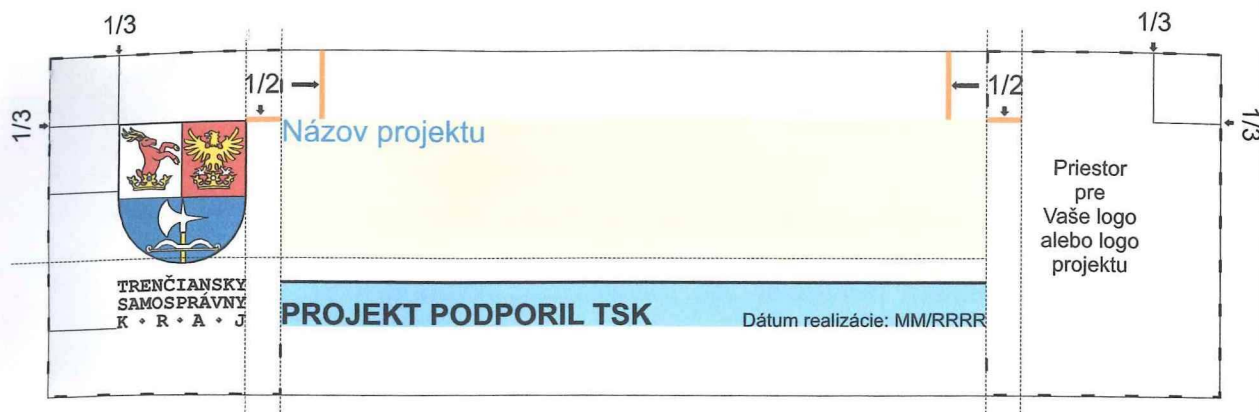 1/3
1/3
1/2
1/2
1/3
1/3
Názov projektu
Priestor
pre
Vaše logo
alebo logo
projektu
TRENČIANSKY
SAMOSPRÁVNY
K • R • A • J
PROJEKT PODPORIL TSK
Dátum realizácie: MM/RRRR